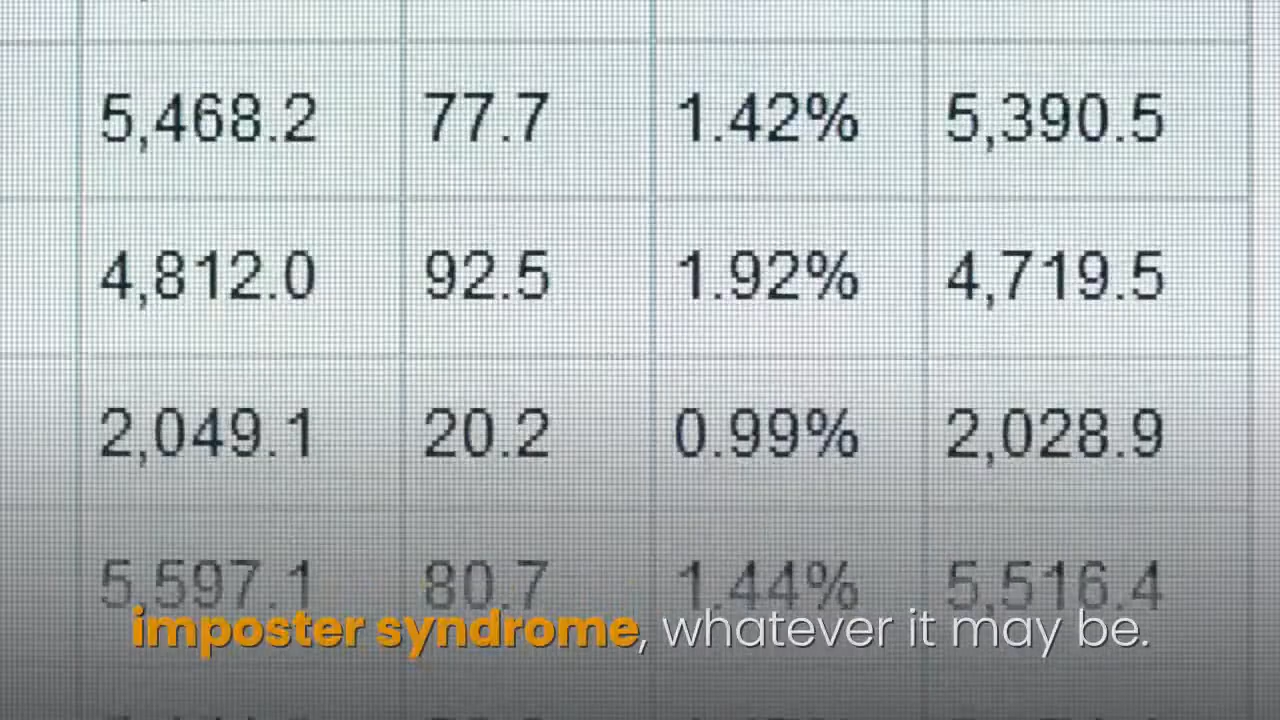 5,468.2 77.7 1.42% 5,390.5
4,812.0 92.5 1.92% 4,719.5
2,049.1 20.2 0.99% 2,028.9
5,597.1 80.7 1.44% 5,516.4
imposter syndrome, whatever it may be.